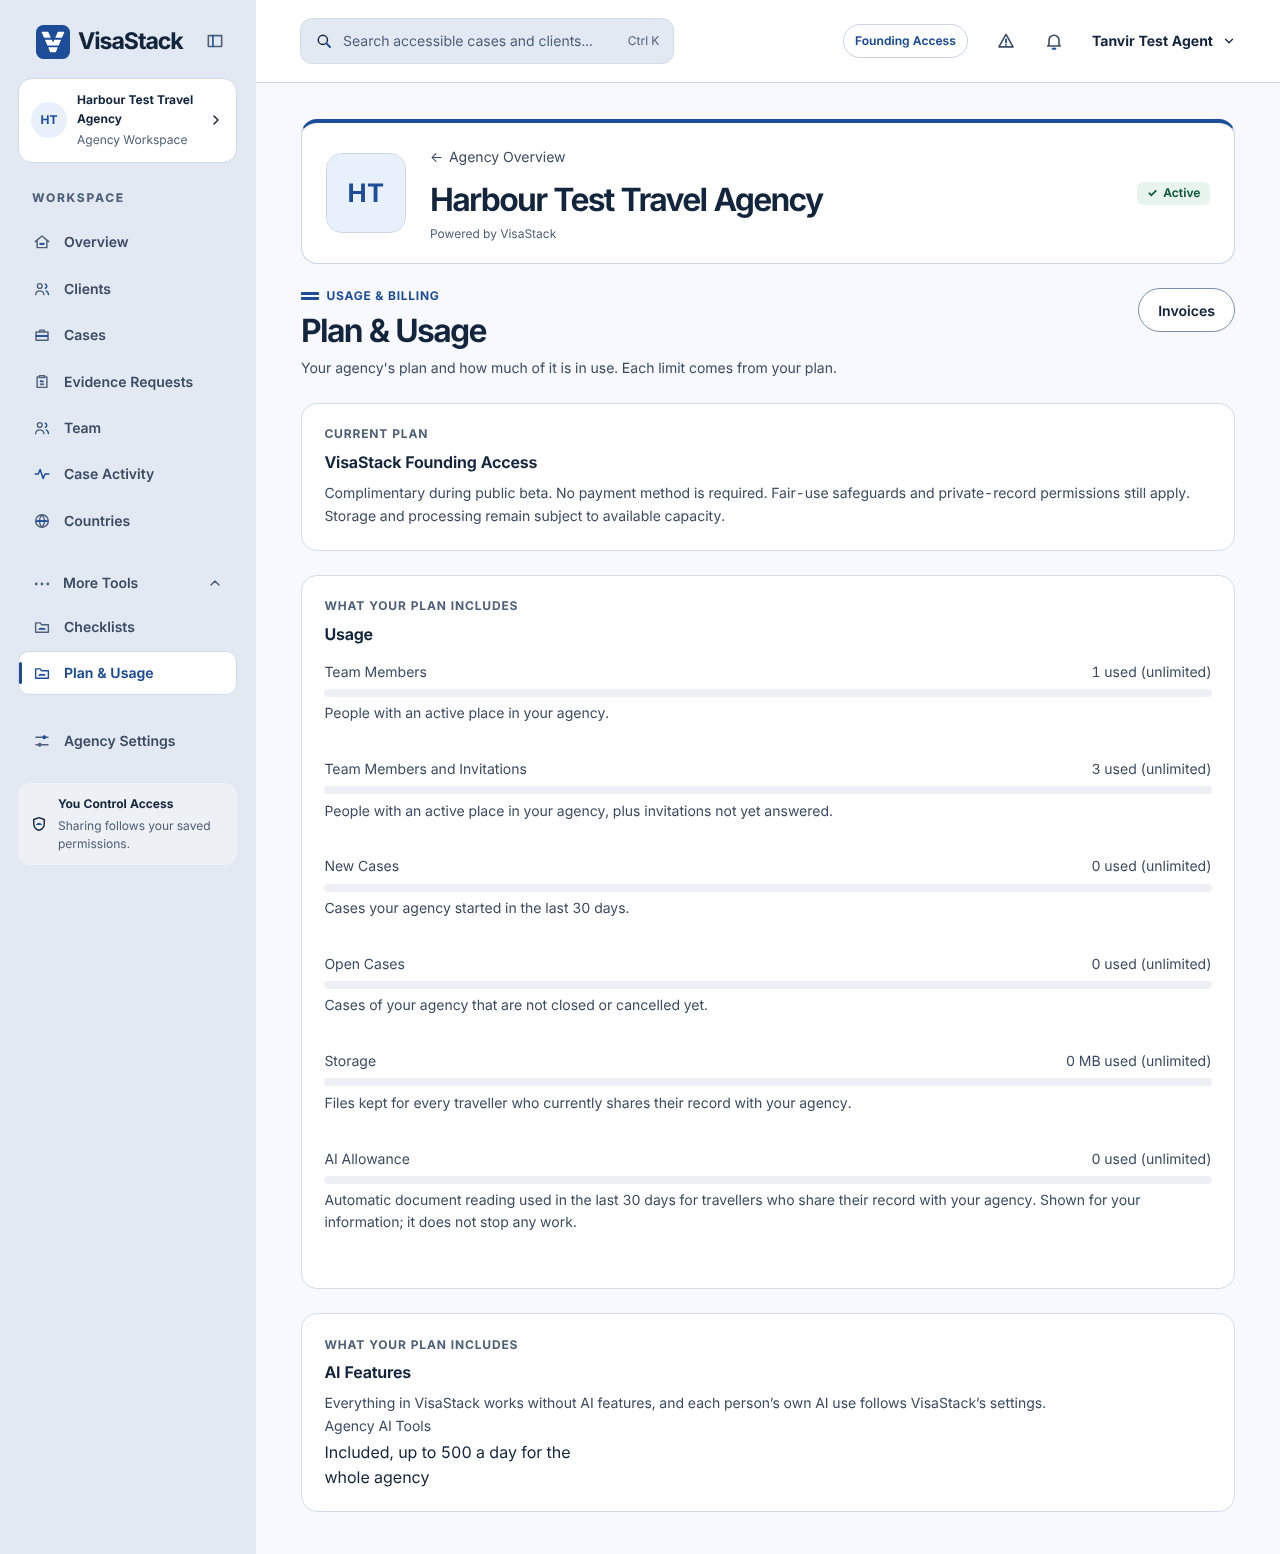 VisaStack
Search accessible cases and clients...
Ctrl K
Founding Access
Tanvir Test Agent
HT
Harbour Test Travel
Agency
Agency Workspace
WORKSPACE
Overview
Clients
Cases
Evidence Requests
Team
Case Activity
Countries
More Tools
Checklists
Plan & Usage
Agency Settings
You Control Access
Sharing follows your saved
permissions.
HT
← Agency Overview
Harbour Test Travel Agency
Powered by VisaStack
Active
USAGE & BILLING
Plan & Usage
Your agency's plan and how much of it is in use. Each limit comes from your plan.
Invoices
CURRENT PLAN
VisaStack Founding Access
Complimentary during public beta. No payment method is required. Fair-use safeguards and private-record permissions still apply.
Storage and processing remain subject to available capacity.
WHAT YOUR PLAN INCLUDES
Usage
Team Members
1 used (unlimited)
People with an active place in your agency.
Team Members and Invitations
3 used (unlimited)
People with an active place in your agency, plus invitations not yet answered.
New Cases
0 used (unlimited)
Cases your agency started in the last 30 days.
Open Cases
0 used (unlimited)
Cases of your agency that are not closed or cancelled yet.
Storage
0 MB used (unlimited)
Files kept for every traveller who currently shares their record with your agency.
AI Allowance
0 used (unlimited)
Automatic document reading used in the last 30 days for travellers who share their record with your agency. Shown for your
information; it does not stop any work.
WHAT YOUR PLAN INCLUDES
AI Features
Everything in VisaStack works without AI features, and each person’s own AI use follows VisaStack’s settings.
Agency AI Tools
Included, up to 500 a day for the
whole agency